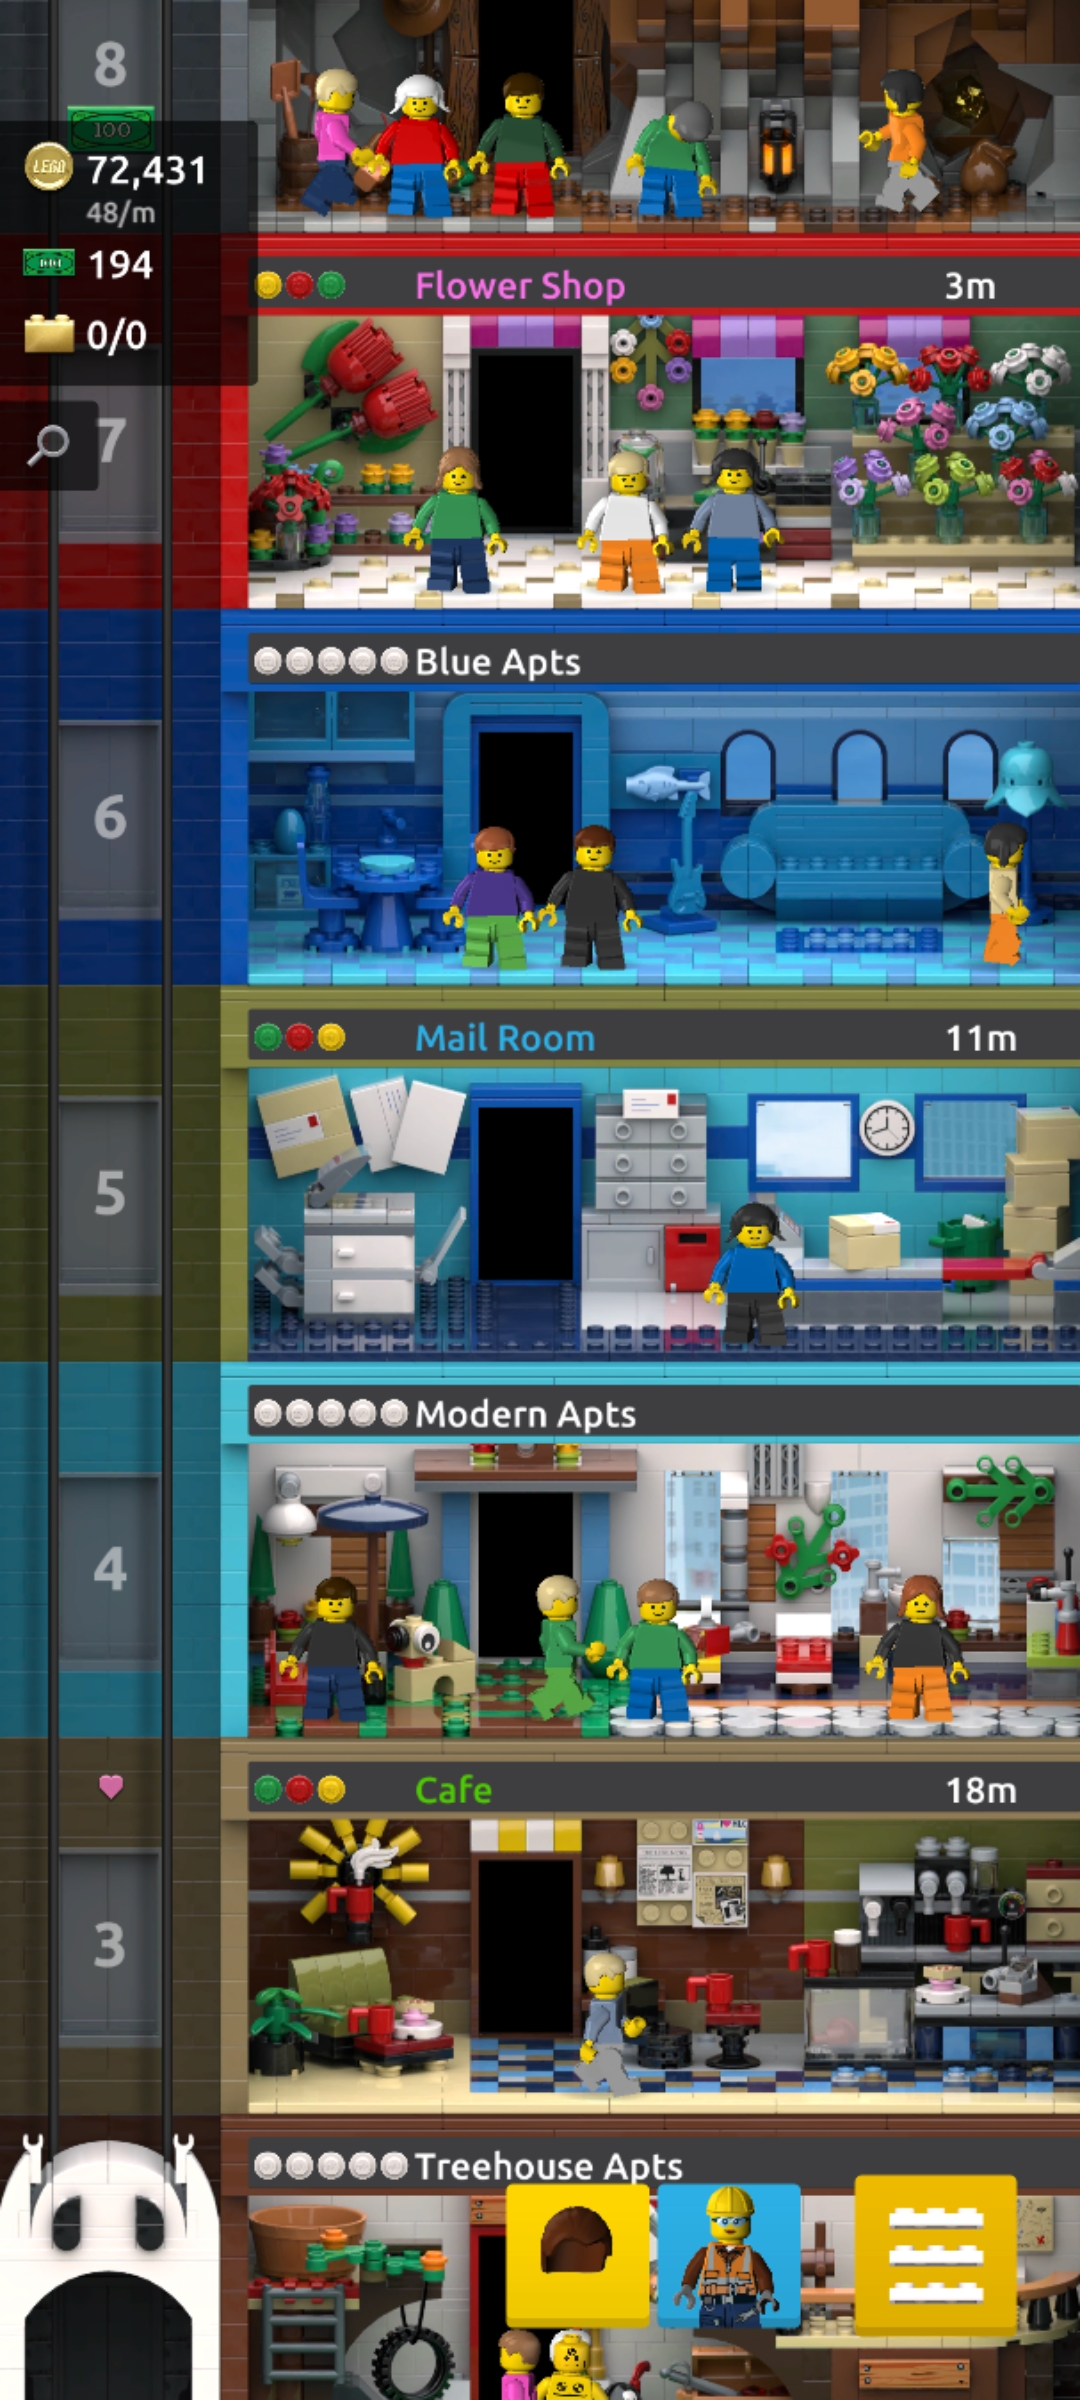 8
100
LEGO 72,431
48/m
194
0/0
Flower Shop 3m
7
Blue Apts
6
Mail Room 11m
5
Modern Apts
4
Cafe 18m
3
Treehouse Apts